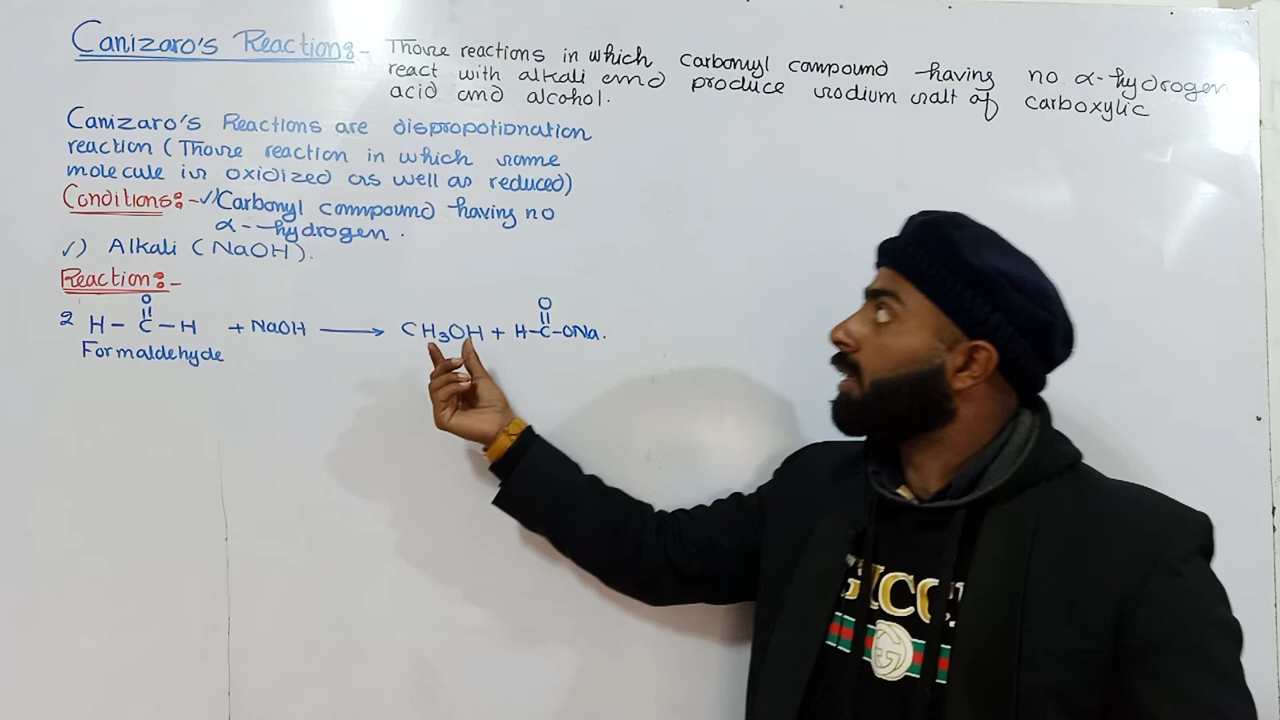 Canizaro's Reactions:- Those reactions in which carbonyl compound having no α-hydrogen
react with alkali and produce sodium salt of carboxylic
acid and alcohol.
Canizaro's Reactions are dispropotionation
reaction (Those reaction in which same
molecule is oxidized as well as reduced)
Conditions:- ✓) Carbonyl compound having no
α-hydrogen.
✓) Alkali (NaOH).
Reaction:-
O O
2 H-C-H + NaOH ⟶ CH₃OH + H-C-ONa.
Formaldehyde
GUCCI
G